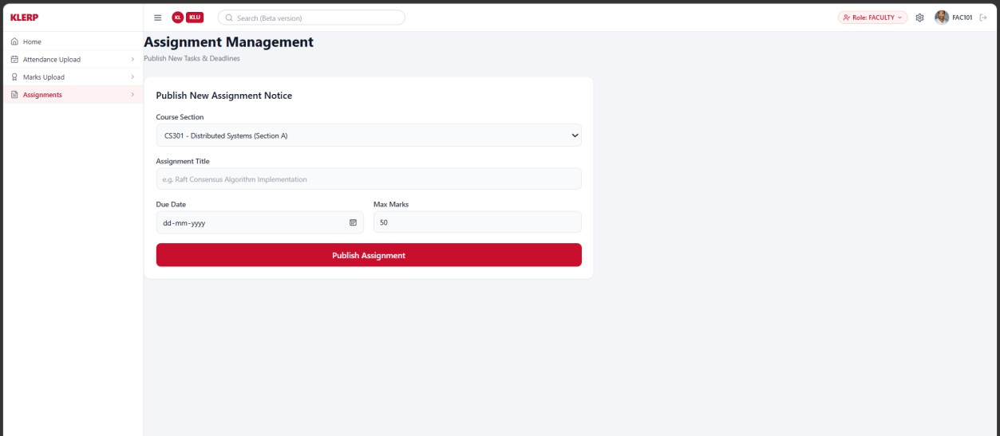 KLERP
KL KLU
Search (Beta version)
Role: FACULTY
FAC101
Home
Attendance Upload
Marks Upload
Assignments
Assignment Management
Publish New Tasks & Deadlines
Publish New Assignment Notice
Course Section
CS301 - Distributed Systems (Section A)
Assignment Title
e.g. Raft Consensus Algorithm Implementation
Due Date
Max Marks
dd-mm-yyyy
50
Publish Assignment